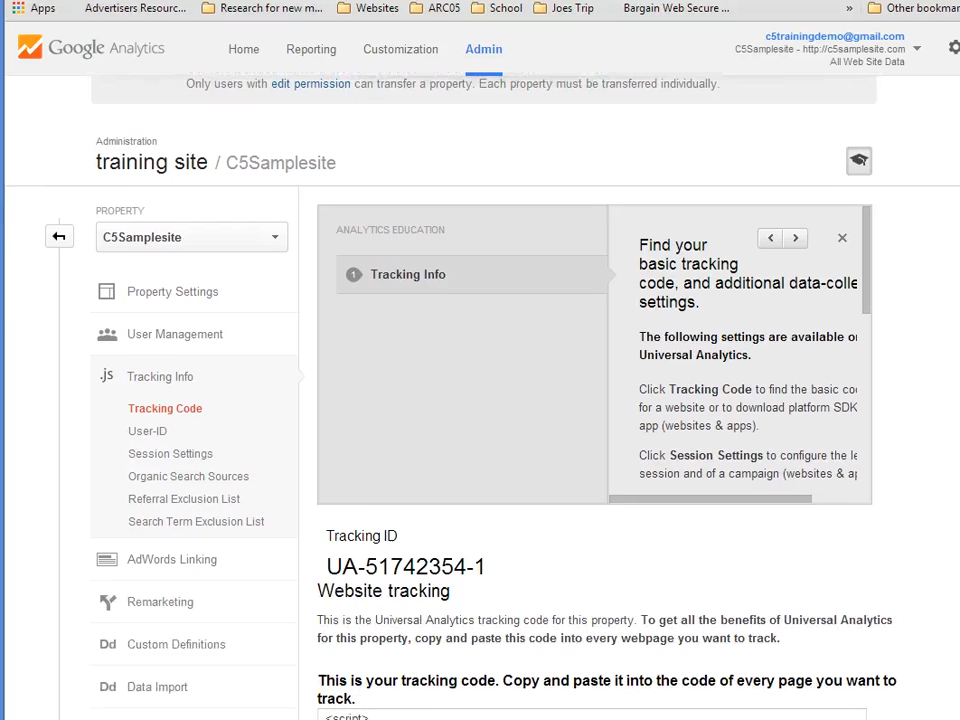 Apps
Advertisers Resourc...
Research for new m...
Websites
ARC05
School
Joes Trip
Bargain Web Secure ...
»
Other bookmar
Google Analytics
Home
Reporting
Customization
Admin
c5trainingdemo@gmail.com
C5Samplesite - http://c5samplesite.com
All Web Site Data
Only users with edit permission can transfer a property. Each property must be transferred individually.
Administration
training site / C5Samplesite
PROPERTY
C5Samplesite
Property Settings
User Management
.js Tracking Info
Tracking Code
User-ID
Session Settings
Organic Search Sources
Referral Exclusion List
Search Term Exclusion List
AdWords Linking
Remarketing
Dd Custom Definitions
Dd Data Import
ANALYTICS EDUCATION
1 Tracking Info
Find your
basic tracking
code, and additional data-colle
settings.
The following settings are available o
Universal Analytics.
Click Tracking Code to find the basic co
for a website or to download platform SDK
app (websites & apps).
Click Session Settings to configure the le
session and of a campaign (websites & ap
Tracking ID
UA-51742354-1
Website tracking
This is the Universal Analytics tracking code for this property. To get all the benefits of Universal Analytics
for this property, copy and paste this code into every webpage you want to track.
This is your tracking code. Copy and paste it into the code of every page you want to
track.
<script>